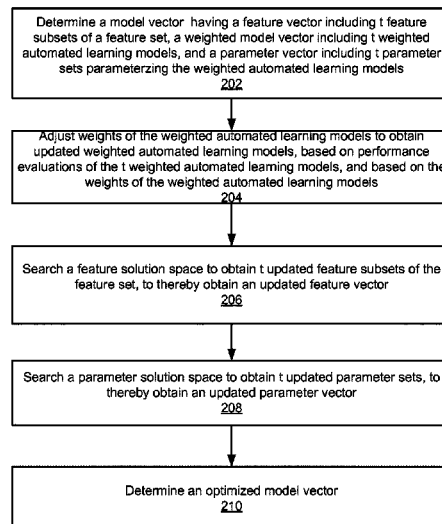 Determine a model vector having a feature vector including t feature
subsets of a feature set, a weighted model vector including t weighted
automated learning models, and a parameter vector including t parameter
sets parameterzing the weighted automated learning models
202
Adjust weights of the weighted automated learning models to obtain
updated weighted automated learning models, based on performance
evaluations of the t weighted automated learning models, and based on the
weights of the weighted automated learning models
204
Search a feature solution space to obtain t updated feature subsets of the
feature set, to thereby obtain an updated feature vector
206
Search a parameter solution space to obtain t updated parameter sets, to
thereby obtain an updated parameter vector
208
Determine an optimized model vector
210